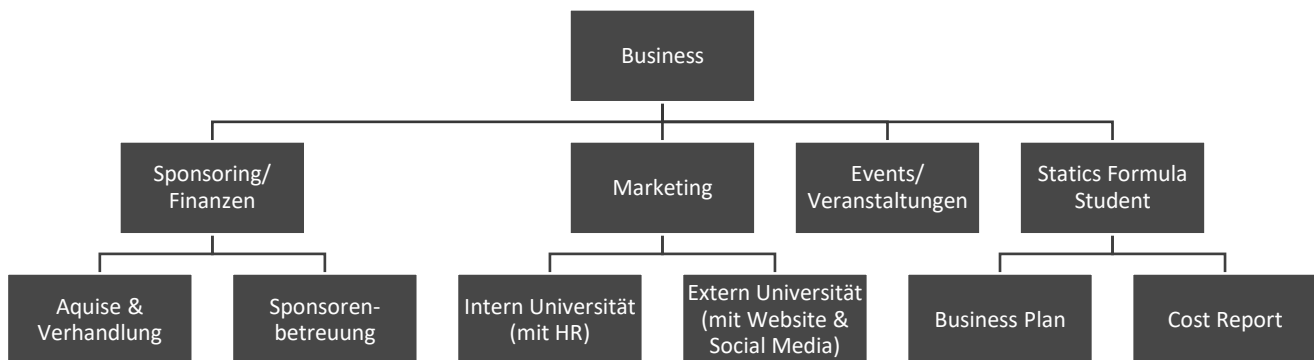 Business
Sponsoring/
Finanzen
Marketing
Events/
Veranstaltungen
Statics Formula
Student
Aquise &
Verhandlung
Sponsoren-
betreuung
Intern Universität
(mit HR)
Extern Universität
(mit Website &
Social Media)
Business Plan
Cost Report